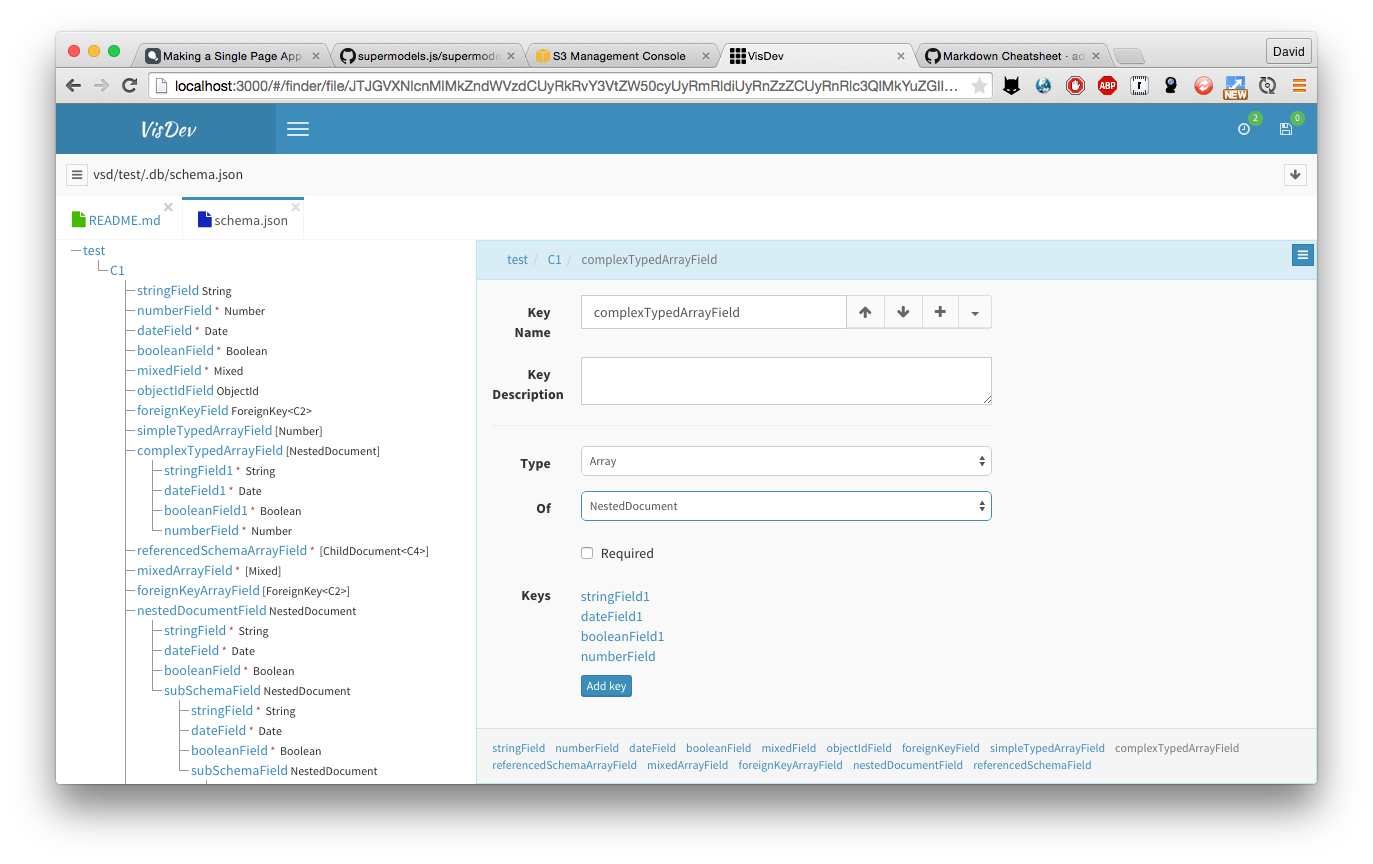 Making a Single Page App
supermodels.js/supermode
S3 Management Console
VisDev
Markdown Cheatsheet · ad
David
VisDev
2
0
vsd/test/.db/schema.json
README.md
schema.json
test
C1
stringField String
numberField * Number
dateField * Date
booleanField * Boolean
mixedField * Mixed
objectIdField ObjectId
foreignKeyField ForeignKey<C2>
simpleTypedArrayField [Number]
complexTypedArrayField [NestedDocument]
stringField1 * String
dateField1 * Date
booleanField1 * Boolean
numberField * Number
referencedSchemaArrayField * [ChildDocument<C4>]
mixedArrayField * [Mixed]
foreignKeyArrayField [ForeignKey<C2>]
nestedDocumentField NestedDocument
stringField * String
dateField * Date
booleanField * Boolean
subSchemaField NestedDocument
stringField * String
dateField * Date
booleanField * Boolean
subSchemaField NestedDocument
test / C1 / complexTypedArrayField
Key Name
complexTypedArrayField
Key Description
Type
Array
Of
NestedDocument
Required
Keys
stringField1
dateField1
booleanField1
numberField
Add key
stringField numberField dateField booleanField mixedField objectIdField foreignKeyField simpleTypedArrayField complexTypedArrayField
referencedSchemaArrayField mixedArrayField foreignKeyArrayField nestedDocumentField referencedSchemaField
ABP
NEW